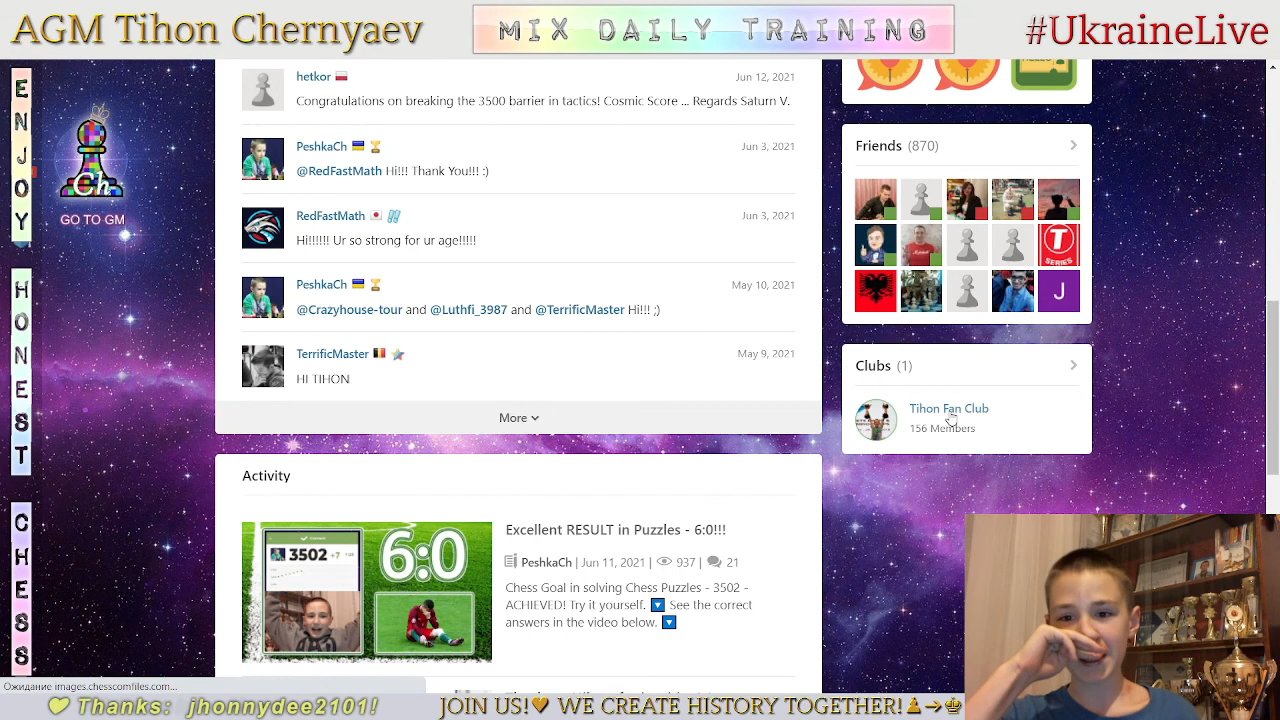 AGM Tihon Chernyaev
MIX DAILY TRAINING
#UkraineLive
ENJOY
HONEST
CHESS
Ch
GO TO GM
hetkor
Jun 12, 2021
Congratulations on breaking the 3500 barrier in tactics! Cosmic Score ... Regards Saturn V.
PeshkaCh
Jun 3, 2021
@RedFastMath Hi!!! Thank You!!! :)
RedFastMath
Jun 3, 2021
Hi!!!!!! Ur so strong for ur age!!!!!
PeshkaCh
May 10, 2021
@Crazyhouse-tour and @Luthfi_3987 and @TerrificMaster Hi!!! ;)
TerrificMaster
May 9, 2021
HI TIHON
More
Friends (870)
T
SERIES
J
Clubs (1)
Tihon Fan Club
156 Members
Activity
3502 +7
6:0
Excellent RESULT in Puzzles - 6:0!!!
PeshkaCh | Jun 11, 2021 | 937 | 21
Chess Goal in solving Chess Puzzles - 3502 -
ACHIEVED! Try it yourself. See the correct
answers in the video below.
Ожидание images.chesscomfiles.com...
Thanks: jhonnydee2101!
JOIN US! WE CREATE HISTORY TOGETHER!